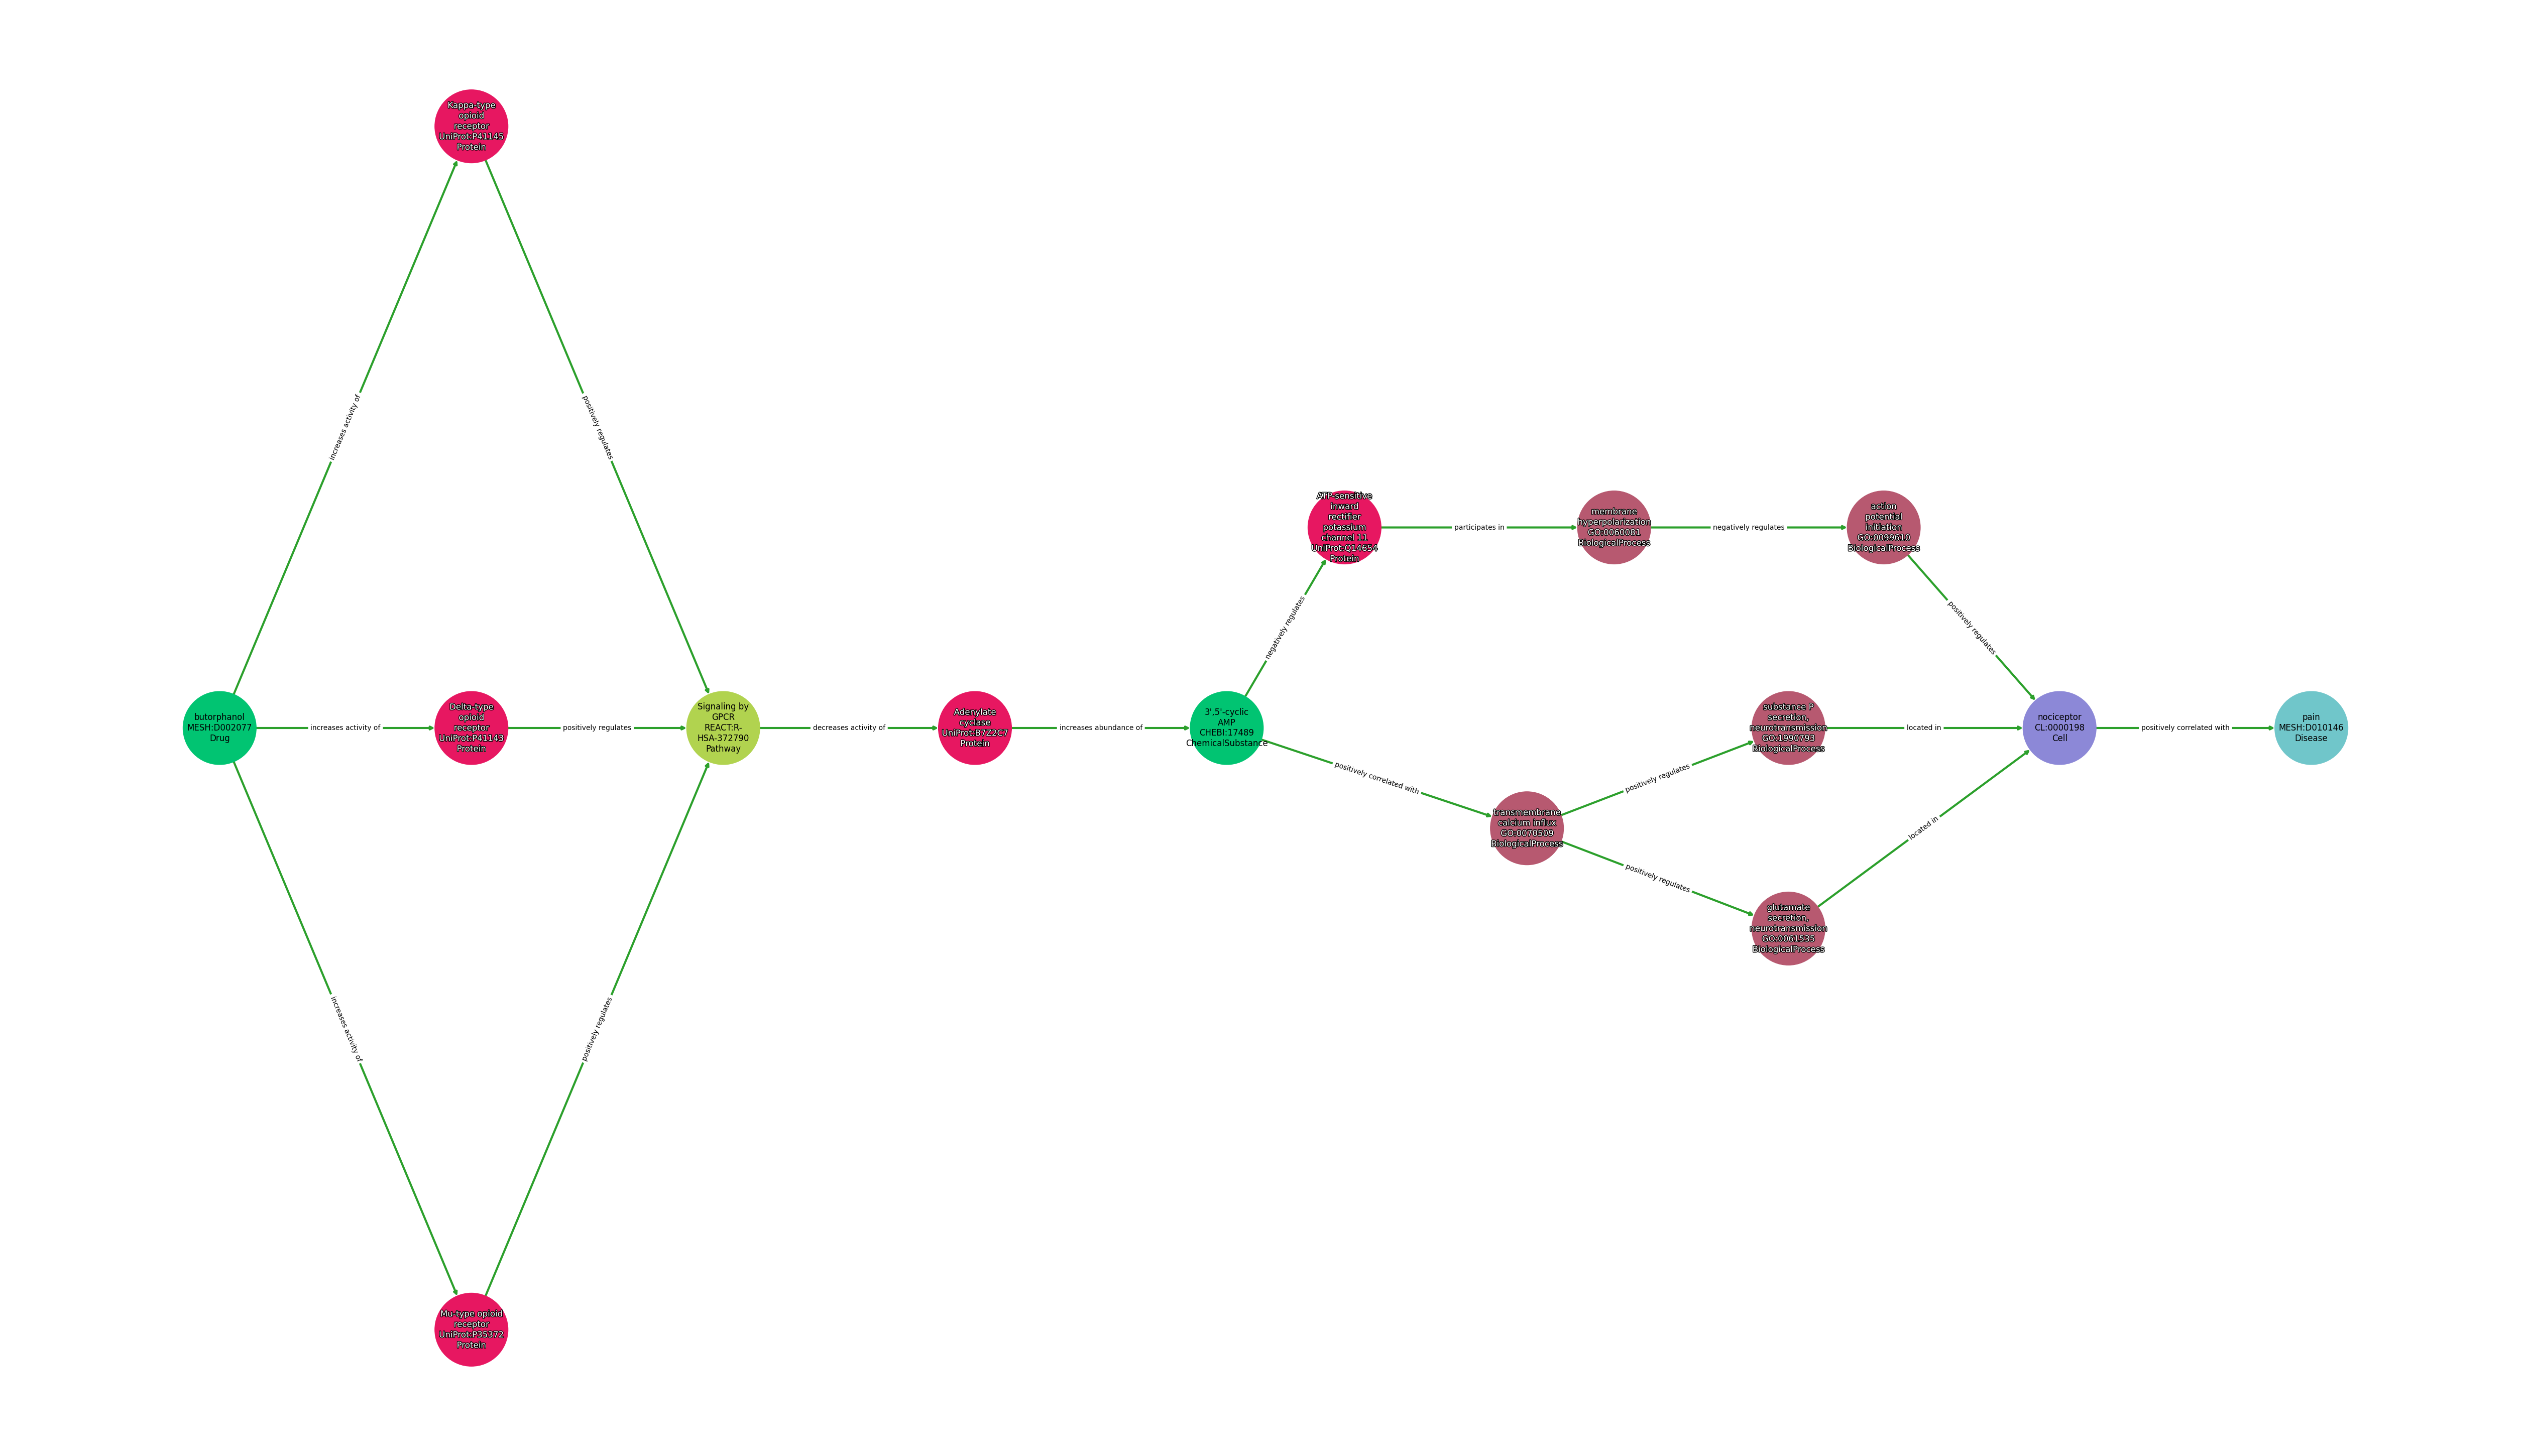 Kappa-type
opioid
receptor
UniProt:P41145
Protein
increases activity of
positively regulates
ATP-sensitive
inward
rectifier
potassium
channel 11
UniProt:Q14654
Protein
participates in
membrane
hyperpolarization
GO:0060081
BiologicalProcess
negatively regulates
action
potential
initiation
GO:0099610
BiologicalProcess
negatively regulates
positively regulates
butorphanol
MESH:D002077
Drug
increases activity of
Delta-type
opioid
receptor
UniProt:P41143
Protein
positively regulates
Signaling by
GPCR
REACT:R-
HSA-372790
Pathway
decreases activity of
Adenylate
cyclase
UniProt:B7Z2C7
Protein
increases abundance of
3',5'-cyclic
AMP
CHEBI:17489
ChemicalSubstance
substance P
secretion,
neurotransmission
GO:1990793
BiologicalProcess
located in
nociceptor
CL:0000198
Cell
positively correlated with
pain
MESH:D010146
Disease
positively correlated with
positively regulates
transmembrane
calcium influx
GO:0070509
BiologicalProcess
located in
positively regulates
glutamate
secretion,
neurotransmission
GO:0061535
BiologicalProcess
increases activity of
positively regulates
Mu-type opioid
receptor
UniProt:P35372
Protein